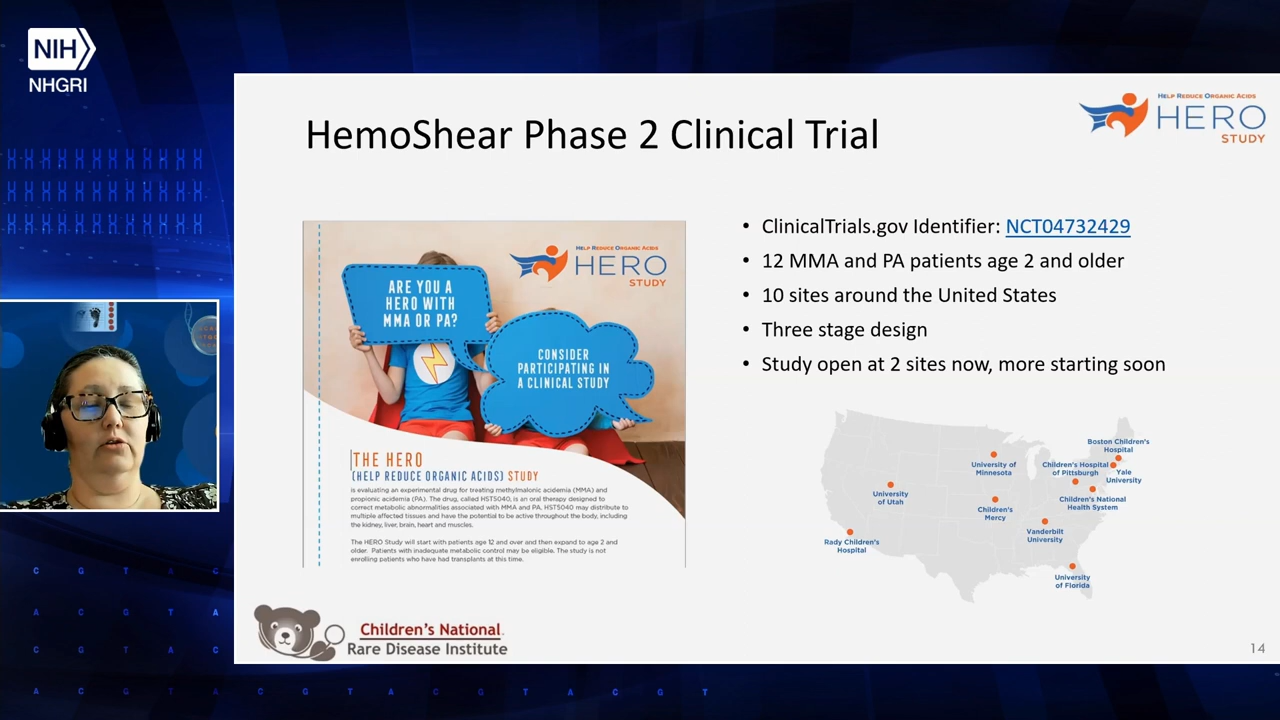 NIH
NHGRI
HemoShear Phase 2 Clinical Trial
HELP REDUCE ORGANIC ACIDS
HERO
STUDY
HELP REDUCE ORGANIC ACIDS
HERO
STUDY
ARE YOU A
HERO WITH
MMA OR PA?
CONSIDER
PARTICIPATING IN
A CLINICAL STUDY
THE HERO
(HELP REDUCE ORGANIC ACIDS) STUDY
is evaluating an experimental drug for treating methylmalonic acidemia (MMA) and
propionic acidemia (PA). The drug, called HST5040, is an oral therapy designed to
correct metabolic abnormalities associated with MMA and PA. HST5040 may distribute to
multiple affected tissues and have the potential to be active throughout the body, including
the kidney, liver, brain, heart and muscles.
The HERO Study will start with patients age 12 and over and then expand to age 2 and
older. Patients with inadequate metabolic control may be eligible. The study is not
enrolling patients who have had transplants at this time.
• ClinicalTrials.gov Identifier: NCT04732429
• 12 MMA and PA patients age 2 and older
• 10 sites around the United States
• Three stage design
• Study open at 2 sites now, more starting soon
Boston Children's
Hospital
University of
Minnesota
Children's Hospital
of Pittsburgh
Yale
University
University
of Utah
Children's National
Health System
Children's
Mercy
Vanderbilt
University
Rady Children's
Hospital
University
of Florida
Children's National.
Rare Disease Institute
14
C G T A C
A C G T A
C G T A C
A C G T A C G T A C G T A C G T